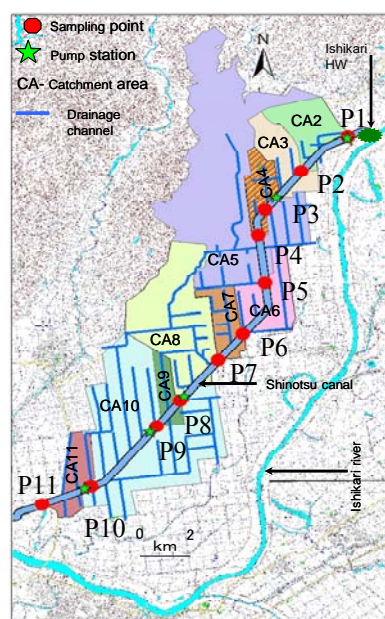 Sampling point
Pump station
CA- Catchment area
Drainage
channel
N
Ishikari
HW
P1
CA2
CA3
P2
CA4
P3
P4
CA5
P5
CA6
CA7
P6
CA8
P7
Shinotsu canal
CA9
CA10
P8
P9
CA11
Ishikari river
P11
P10
0 2
km